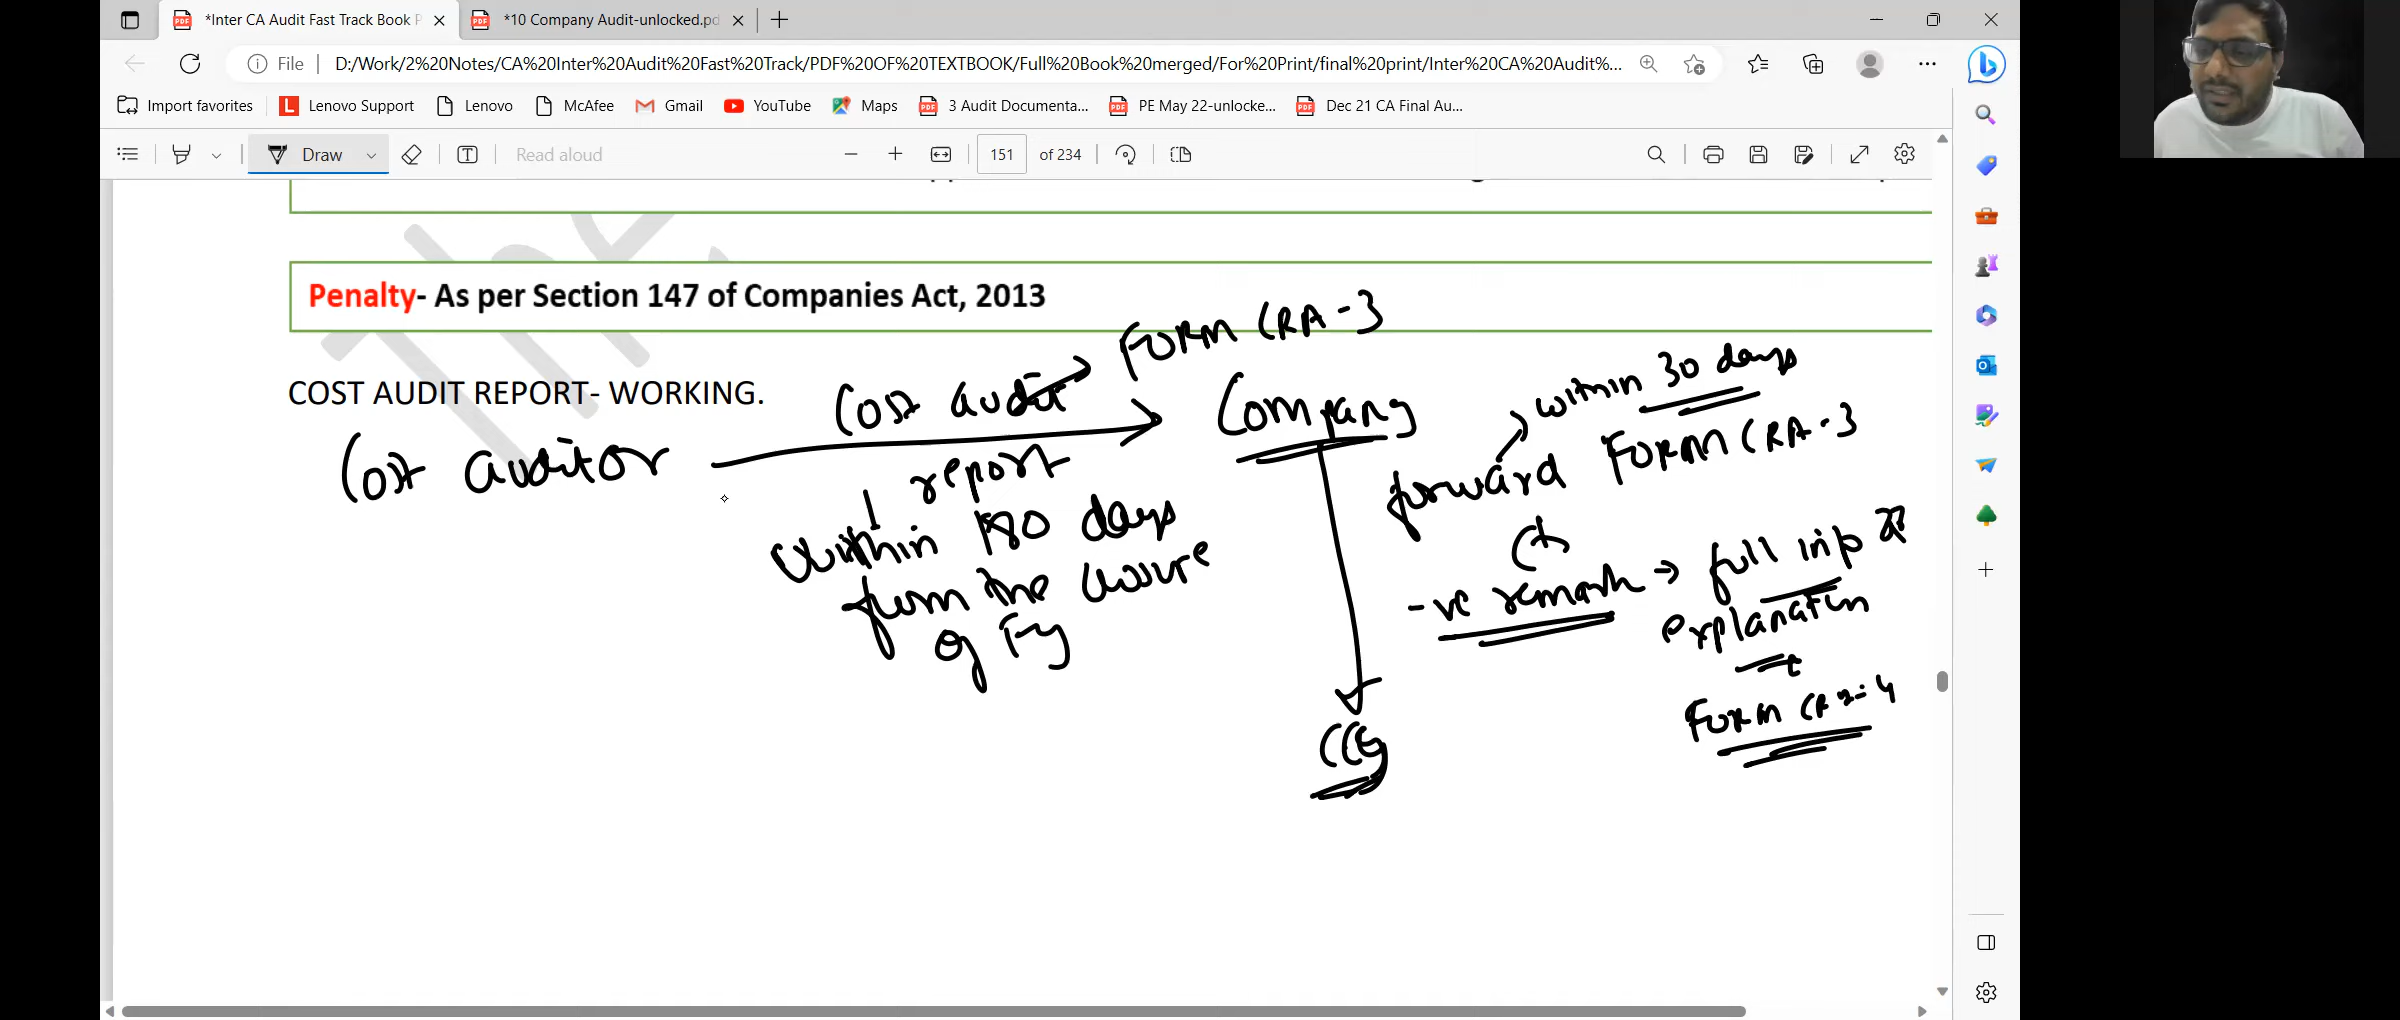 *Inter CA Audit Fast Track Book P
*10 Company Audit-unlocked.pd
File
D:/Work/2%20Notes/CA%20Inter%20Audit%20Fast%20Track/PDF%20OF%20TEXTBOOK/Full%20Book%20merged/For%20Print/final%20print/Inter%20CA%20Audit%...
Import favorites
Lenovo Support
Lenovo
McAfee
Gmail
YouTube
Maps
3 Audit Documenta...
PE May 22-unlocke...
Dec 21 CA Final Au...
Draw
Read aloud
151
of 234
Penalty- As per Section 147 of Companies Act, 2013
COST AUDIT REPORT- WORKING.
Cost auditor
Cost audit
report
FORM CRA-3
within 180 days
from the closure
of Fy
Company
forward FORM CRA-3
within 30 days
-ve remark → full info &
explanation
Form CRA-4
CG